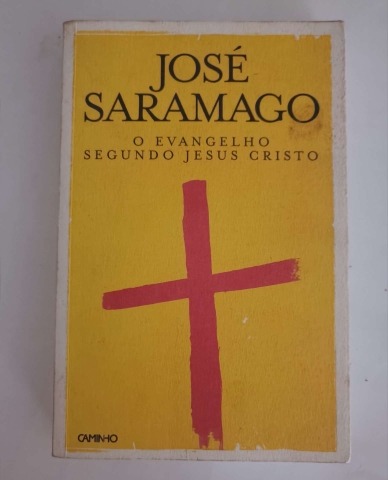 JOSÉ
SARAMAGO
O EVANGELHO
SEGUNDO JESUS CRISTO
CAMINHO